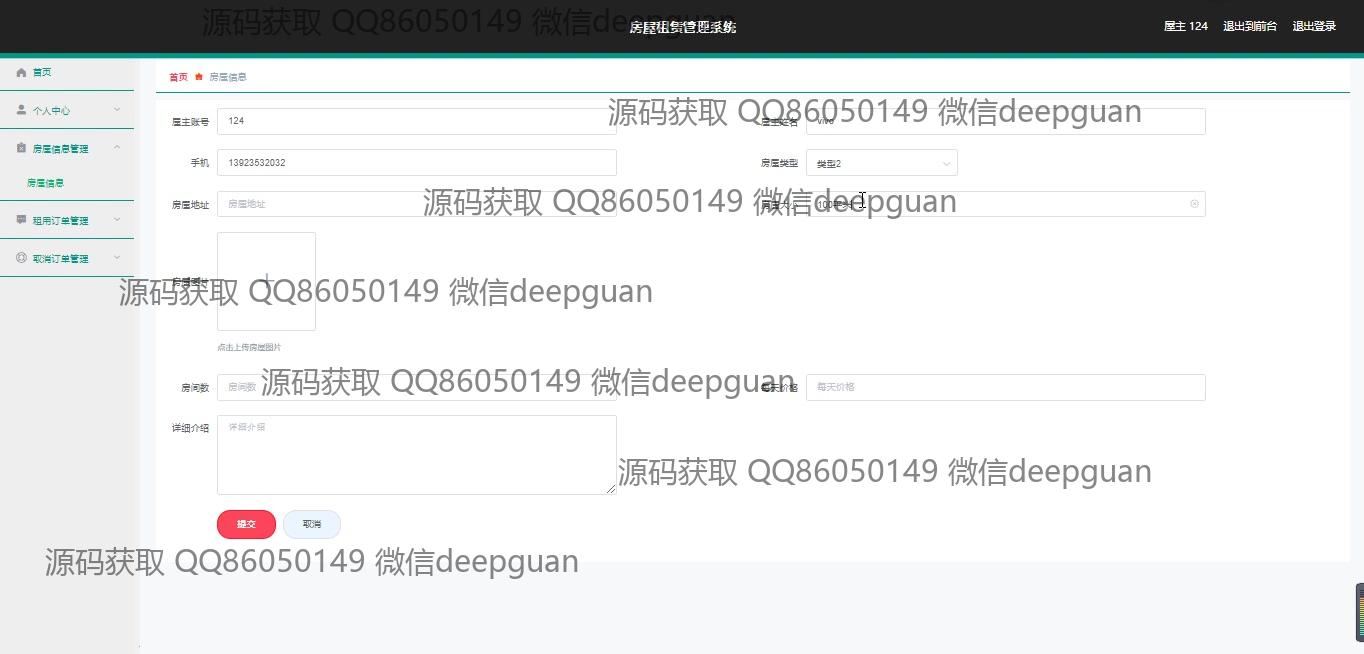 源码获取 QQ86050149 微信deepguan
房屋租赁管理系统
屋主 124 退出到前台 退出登录
首页
个人中心
房屋信息管理
房屋信息
租用订单管理
取消订单管理
首页 房屋信息
源码获取 QQ86050149 微信deepguan
屋主账号 124
屋主姓名
手机 13923532032
房屋类型 类型2
源码获取 QQ86050149 微信deepguan
房屋地址 房屋地址
房屋大小
房屋图片
源码获取 QQ86050149 微信deepguan
点击上传房屋图片
源码获取 QQ86050149 微信deepguan
房间数 房间数
每天价格 每天价格
详细介绍 详细介绍
源码获取 QQ86050149 微信deepguan
提交 取消
源码获取 QQ86050149 微信deepguan